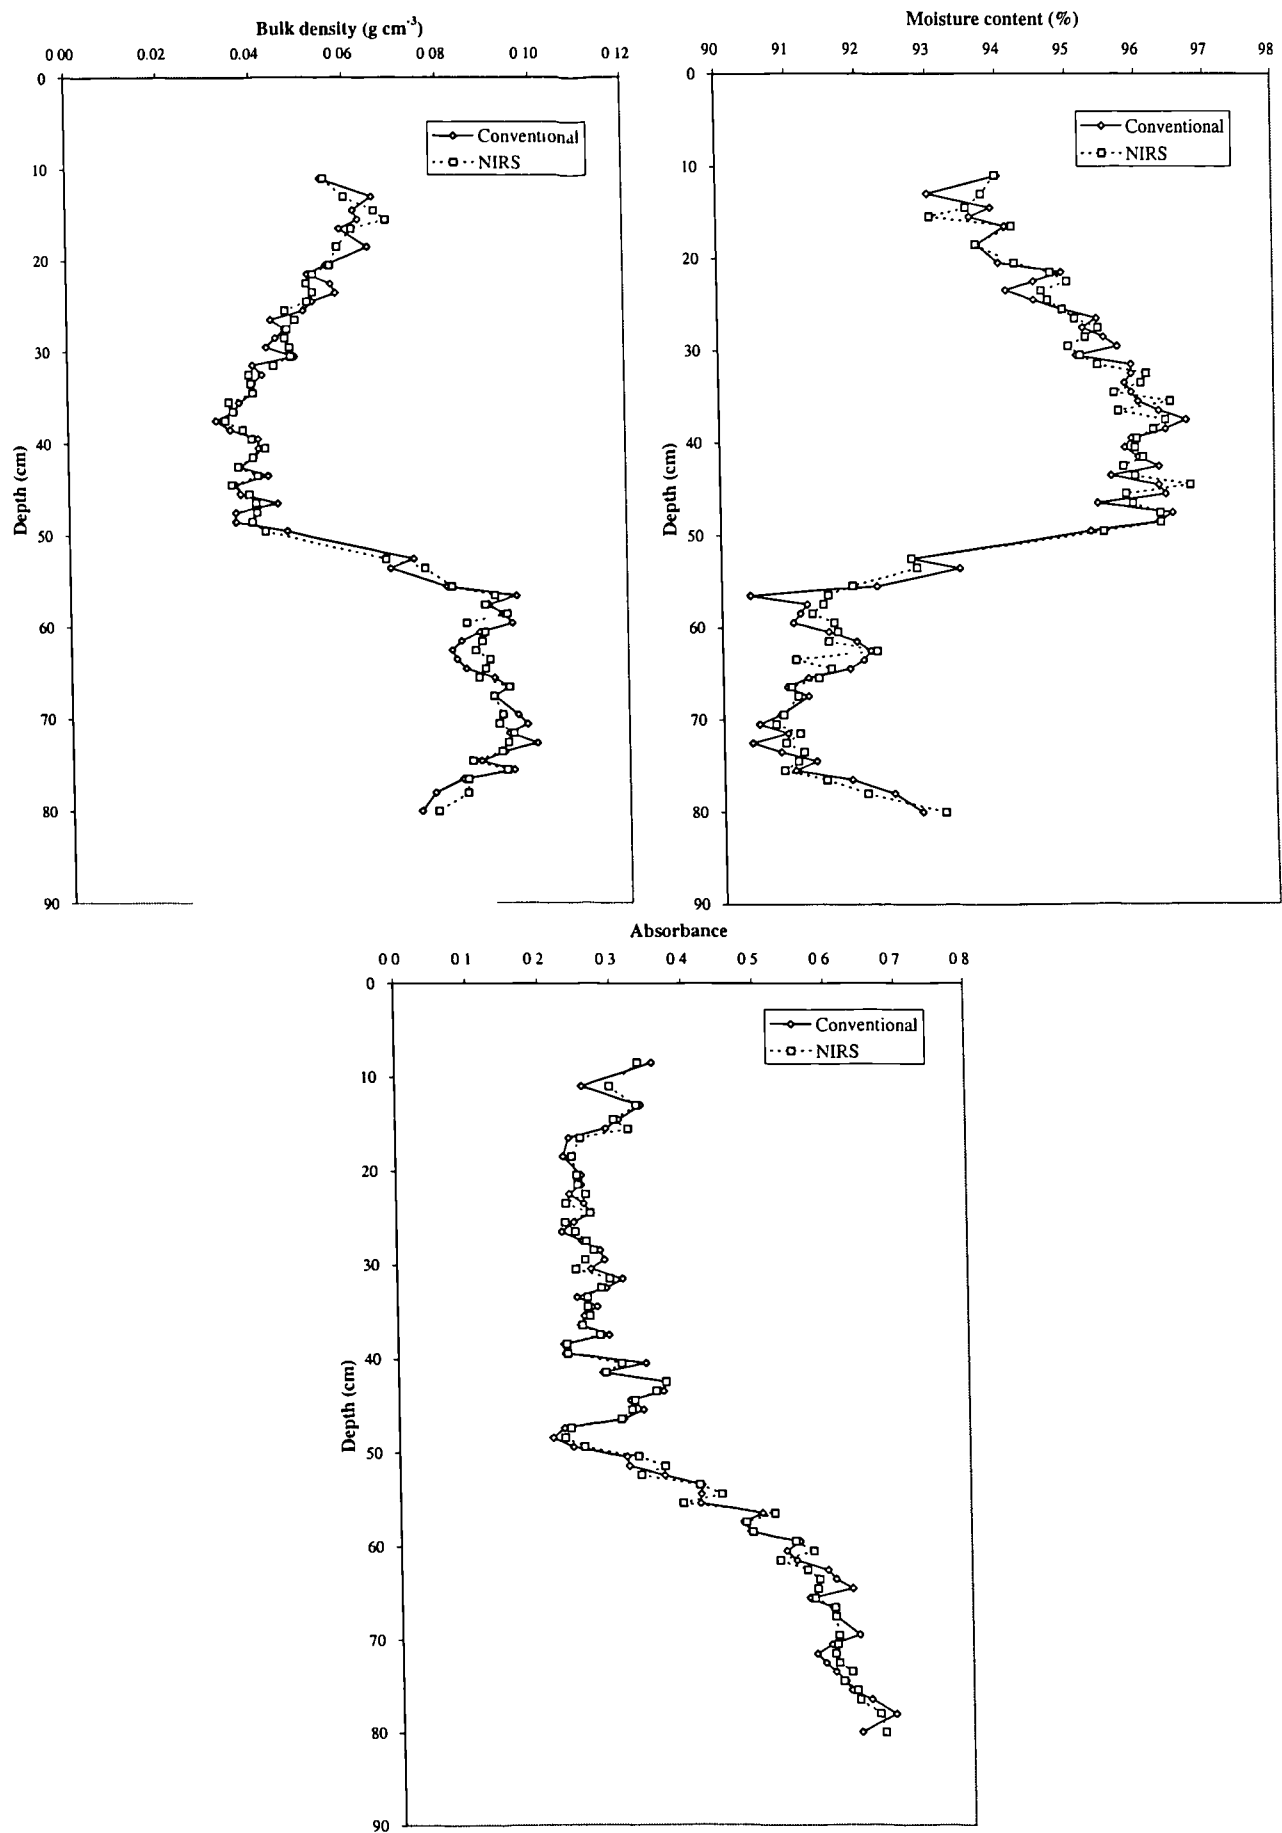 Bulk density (g cm-3)
0 00 0.02 0.04 0.06 0.08 0.10 0 12
0
10
20
30
40
50
60
70
80
90
Depth (cm)
Conventional
NIRS
Moisture content (%)
90 91 92 93 94 95 96 97 98
0
10
20
30
40
50
60
70
80
90
Depth (cm)
Conventional
NIRS
Absorbance
0 0 0 1 0 2 0 3 0 4 0 5 0 6 0 7 0 8
0
10
20
30
40
50
60
70
80
90
Depth (cm)
Conventional
NIRS